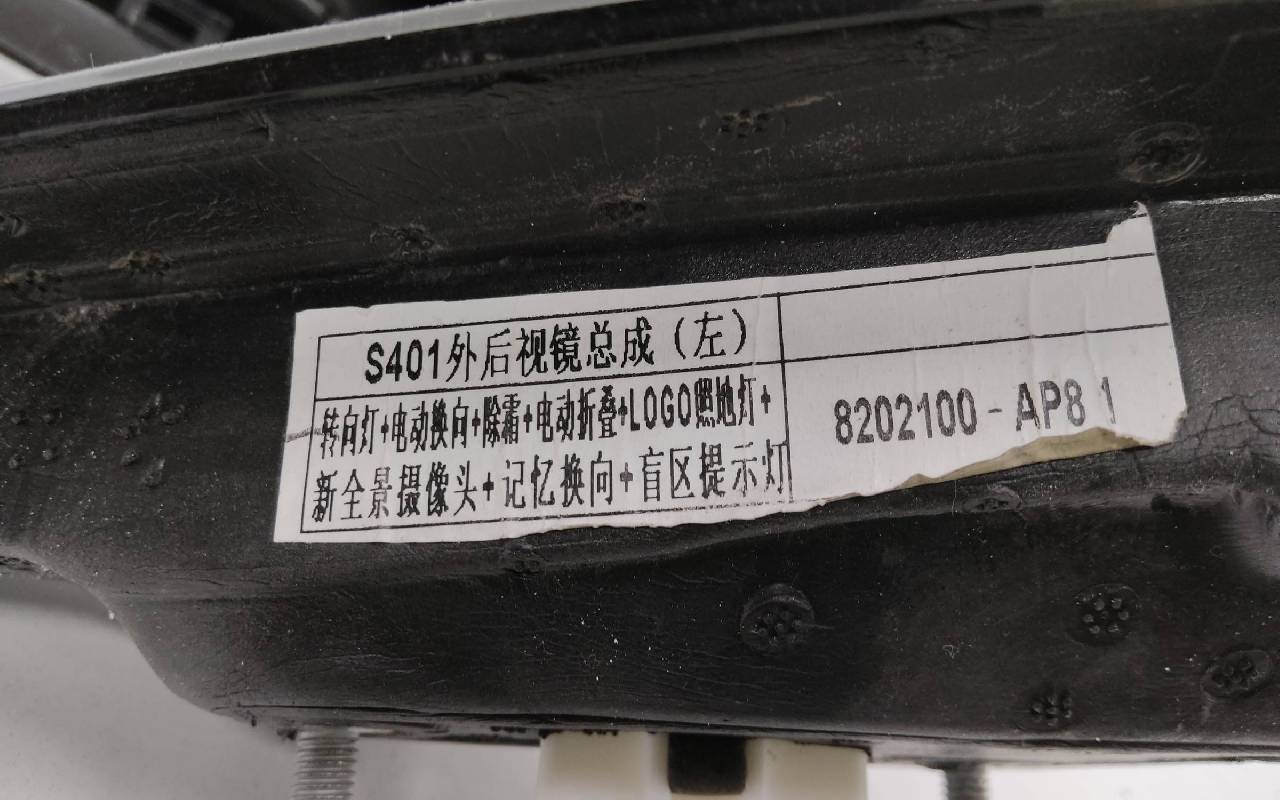 S401外后视镜总成（左）
转向灯+电动换向+除霜+电动折叠+LOGO照地灯+
新全景摄像头+记忆换向+盲区提示灯
8202100-AP8 1